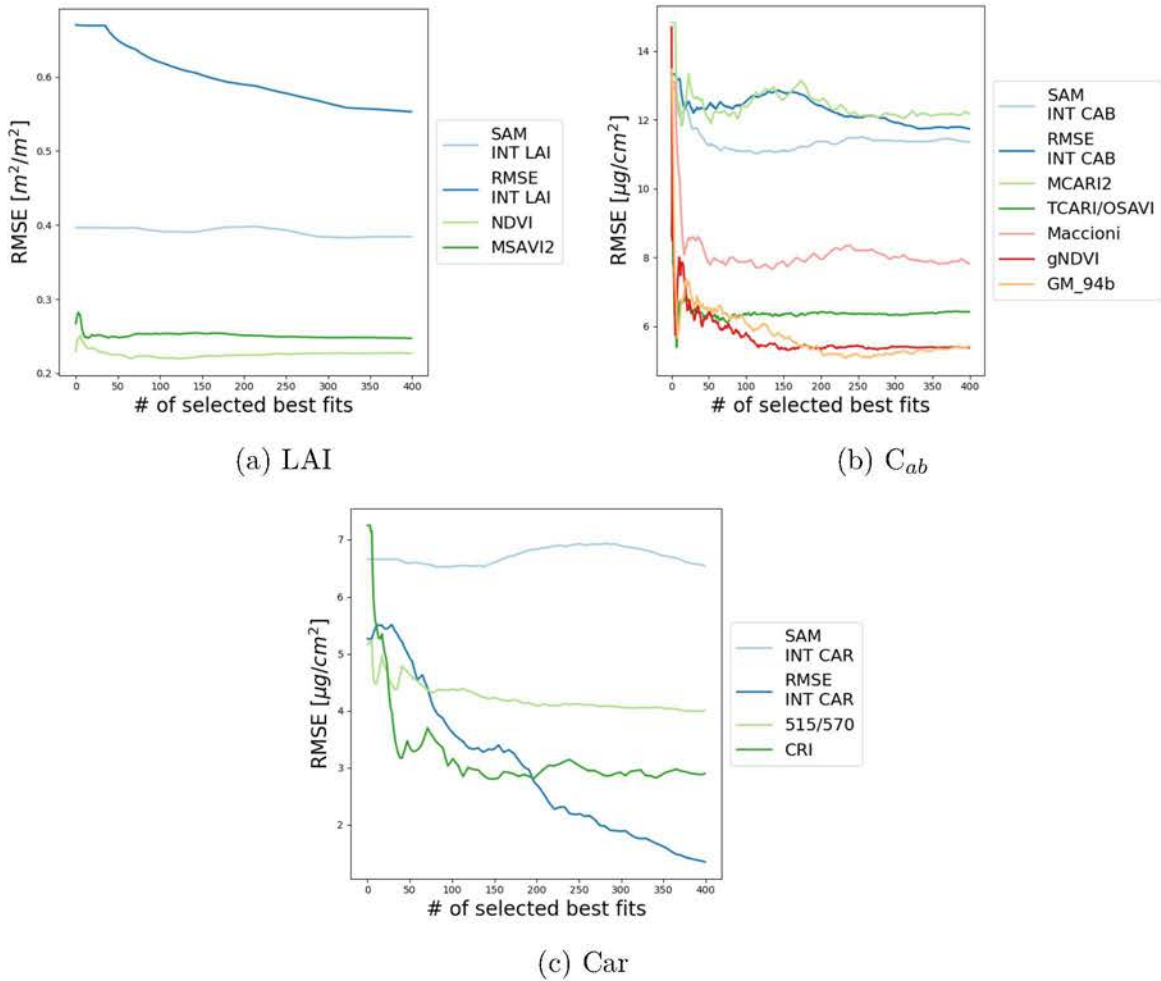 RMSE [m²/m²]
0.6
0.5
0.4
0.3
0.2
0 50 100 150 200 250 300 350 400
# of selected best fits
SAM
INT LAI
RMSE
INT LAI
NDVI
MSAVI2
(a) LAI
RMSE [μg/cm²]
14
12
10
8
6
0 50 100 150 200 250 300 350 400
# of selected best fits
SAM
INT CAB
RMSE
INT CAB
MCARI2
TCARI/OSAVI
Maccioni
gNDVI
GM_94b
(b) C_ab
RMSE [μg/cm²]
7
6
5
4
3
2
0 50 100 150 200 250 300 350 400
# of selected best fits
SAM
INT CAR
RMSE
INT CAR
515/570
CRI
(c) Car